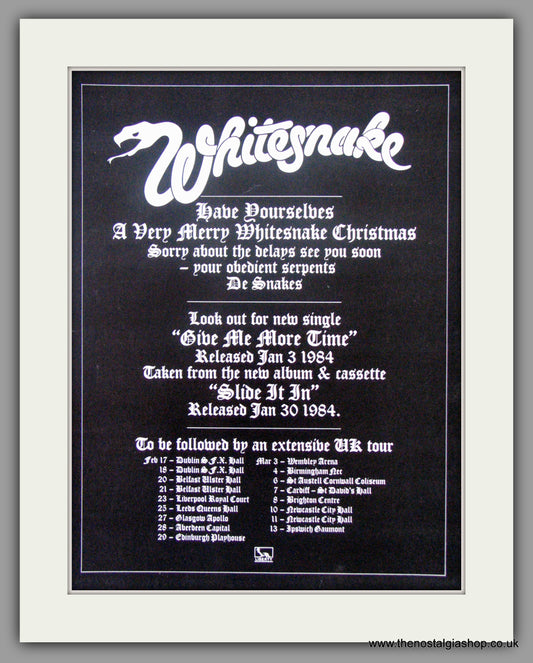 Whitesnake
Have Yourselves
A Very Merry Whitesnake Christmas
Sorry about the delays see you soon
– your obedient serpents
De Snakes
Look out for new single
“Give Me More Time”
Released Jan 3 1984
Taken from the new album & cassette
“Slide It In”
Released Jan 30 1984.
To be followed by an extensive UK tour
Feb 17 – Dublin S.F.X. Hall
18 – Dublin S.F.X. Hall
20 – Belfast Ulster Hall
21 – Belfast Ulster Hall
23 – Liverpool Royal Court
25 – Leeds Queens Hall
27 – Glasgow Apollo
28 – Aberdeen Capital
29 – Edinburgh Playhouse
Mar 3 – Wembley Arena
4 – Birmingham Nec
6 – St Austell Cornwall Coliseum
7 – Cardiff – St David's Hall
8 – Brighton Centre
10 – Newcastle City Hall
11 – Newcastle City Hall
13 – Ipswich Gaumont
LIBERTY
www.thenostalgiashop.co.uk